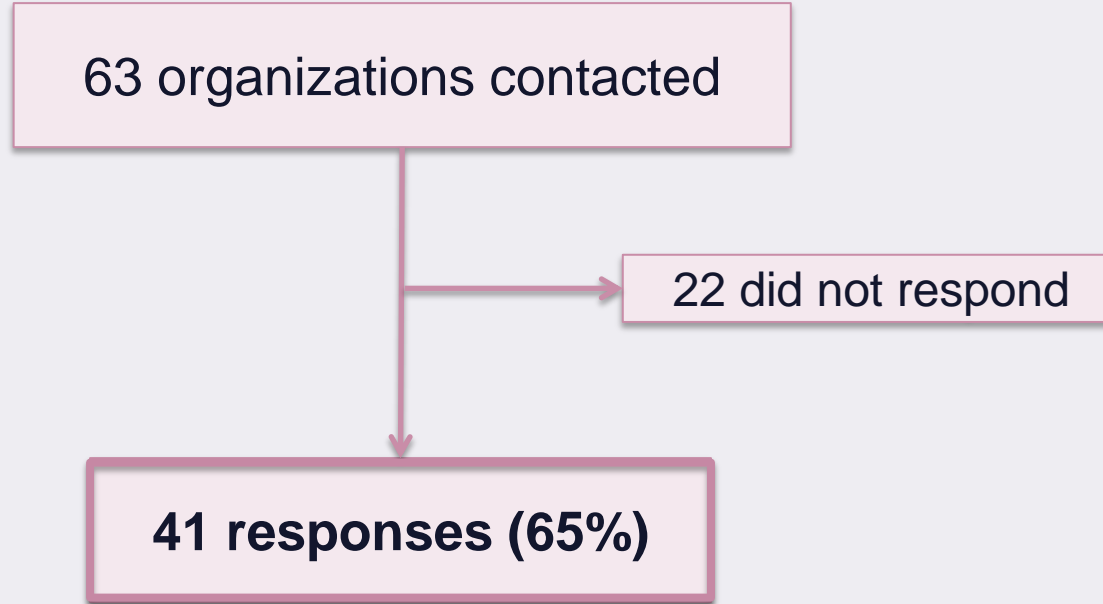 63 organizations contacted
22 did not respond
41 responses (65%)